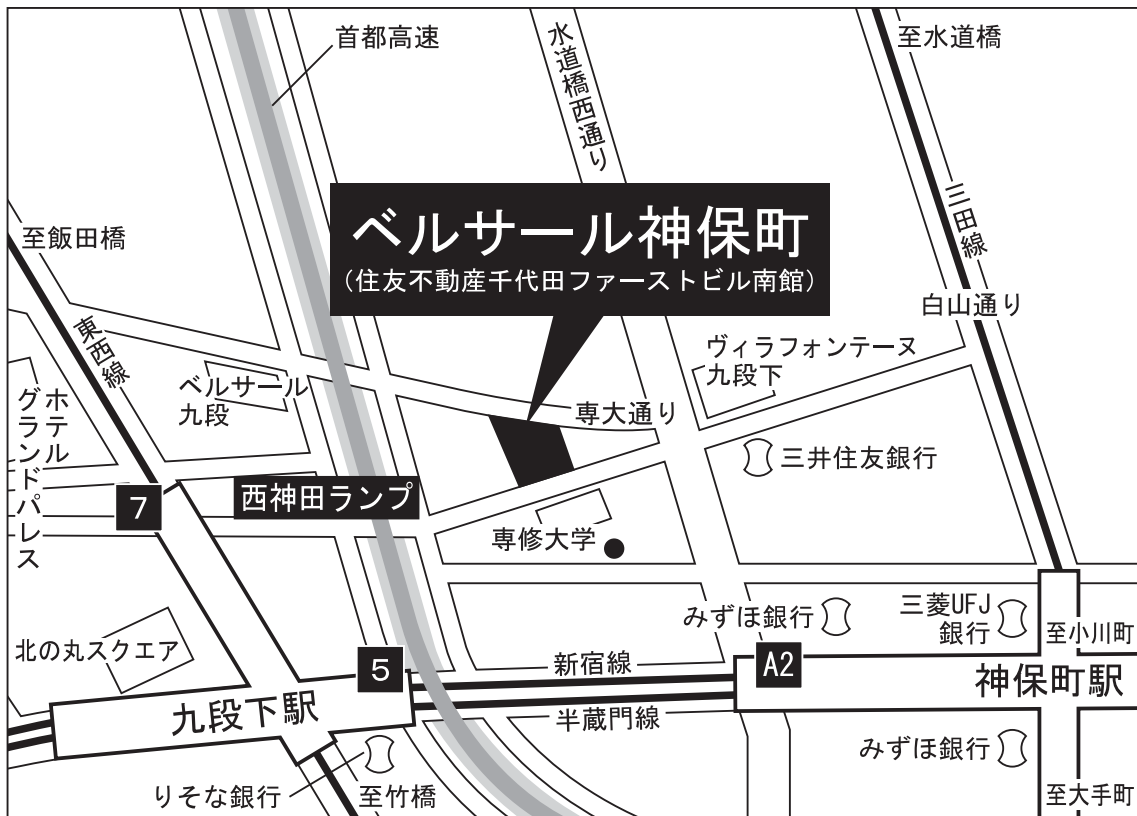 首都高速
水道橋西通り
至水道橋
ベルサール神保町
(住友不動産千代田ファーストビル南館)
三田線
至飯田橋
白山通り
東西線
ヴィラフォンテーヌ
九段下
ベルサール
九段
ホテル
グランドパレス
専大通り
三井住友銀行
7
西神田ランプ
専修大学
みずほ銀行
三菱UFJ
銀行
至小川町
北の丸スクエア
5
新宿線
A2
神保町駅
九段下駅
半蔵門線
みずほ銀行
りそな銀行
至竹橋
至大手町